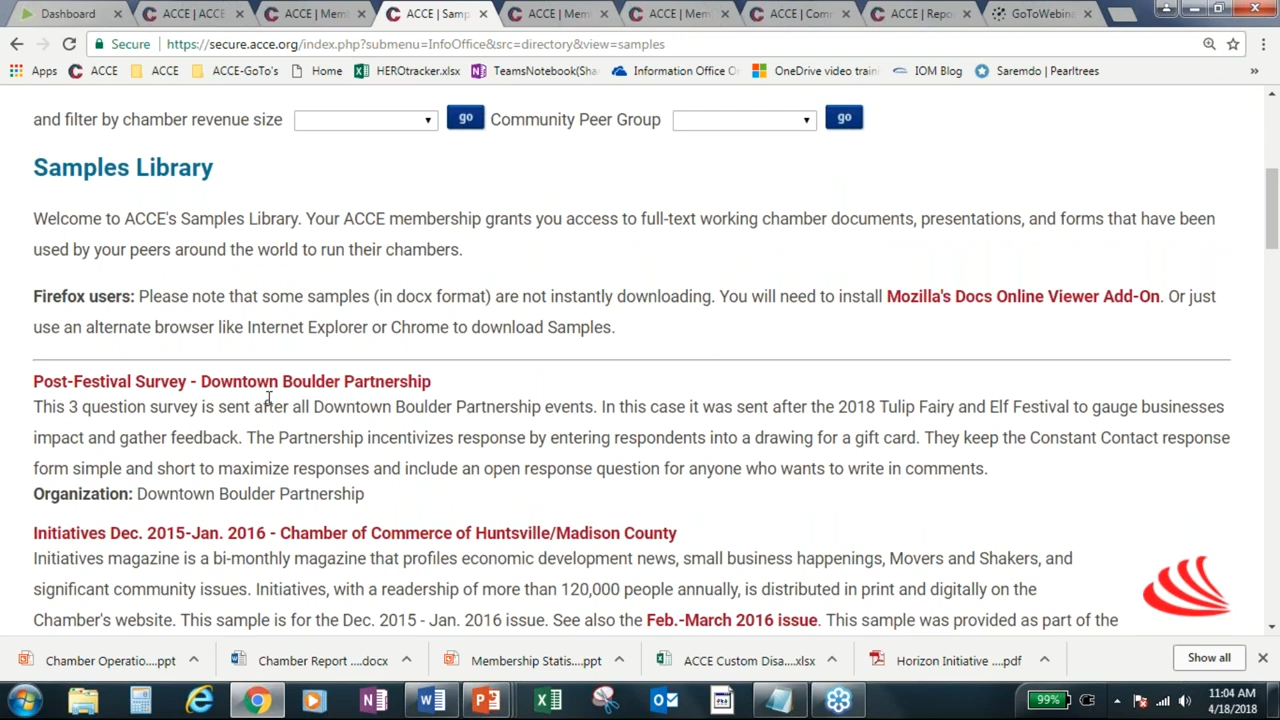 Dashboard
ACCE | ACCE
ACCE | Mem
ACCE | Samp
ACCE | Mem
ACCE | Mem
ACCE | Com
ACCE | Repo
GoToWebina
Secure https://secure.acce.org/index.php?submenu=InfoOffice&src=directory&view=samples
Apps ACCE ACCE ACCE-GoTo's Home HEROtracker.xlsx TeamsNotebook(Sha Information Office O OneDrive video train IOM Blog Saremdo | Pearltrees »
and filter by chamber revenue size go Community Peer Group go
Samples Library
Welcome to ACCE's Samples Library. Your ACCE membership grants you access to full-text working chamber documents, presentations, and forms that have been
used by your peers around the world to run their chambers.
Firefox users: Please note that some samples (in docx format) are not instantly downloading. You will need to install Mozilla's Docs Online Viewer Add-On. Or just
use an alternate browser like Internet Explorer or Chrome to download Samples.
Post-Festival Survey - Downtown Boulder Partnership
This 3 question survey is sent after all Downtown Boulder Partnership events. In this case it was sent after the 2018 Tulip Fairy and Elf Festival to gauge businesses
impact and gather feedback. The Partnership incentivizes response by entering respondents into a drawing for a gift card. They keep the Constant Contact response
form simple and short to maximize responses and include an open response question for anyone who wants to write in comments.
Organization: Downtown Boulder Partnership
Initiatives Dec. 2015-Jan. 2016 - Chamber of Commerce of Huntsville/Madison County
Initiatives magazine is a bi-monthly magazine that profiles economic development news, small business happenings, Movers and Shakers, and
significant community issues. Initiatives, with a readership of more than 120,000 people annually, is distributed in print and digitally on the
Chamber's website. This sample is for the Dec. 2015 - Jan. 2016 issue. See also the Feb.-March 2016 issue. This sample was provided as part of the
Chamber Operatio....ppt
Chamber Report ....docx
Membership Statis....ppt
ACCE Custom Disa....xlsx
Horizon Initiative ....pdf
Show all
99%
11:04 AM
4/18/2018